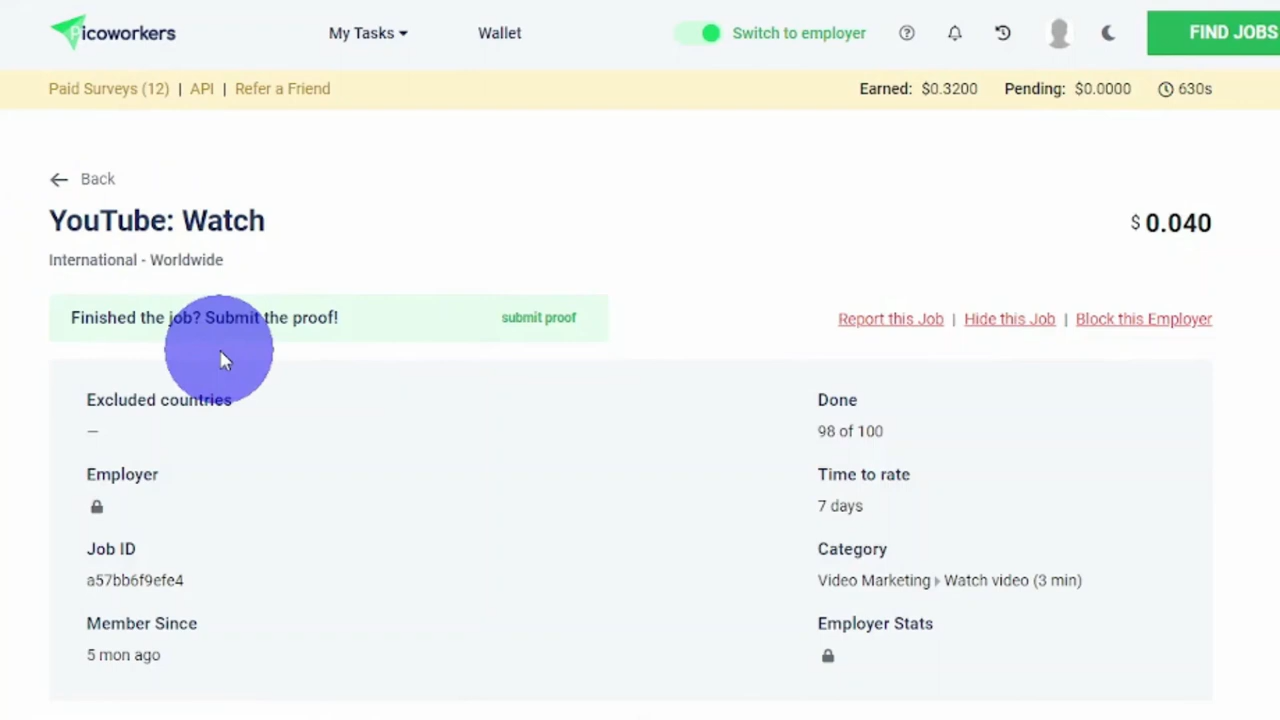 Picoworkers
My Tasks
Wallet
Switch to employer
FIND JOBS
Paid Surveys (12) | API | Refer a Friend
Earned: $0.3200 Pending: $0.0000 630s
Back
YouTube: Watch
$ 0.040
International - Worldwide
Finished the job? Submit the proof!
submit proof
Report this Job | Hide this Job | Block this Employer
Excluded countries
—
Done
98 of 100
Employer
Time to rate
7 days
Job ID
a57bb6f9efe4
Category
Video Marketing Watch video (3 min)
Member Since
5 mon ago
Employer Stats